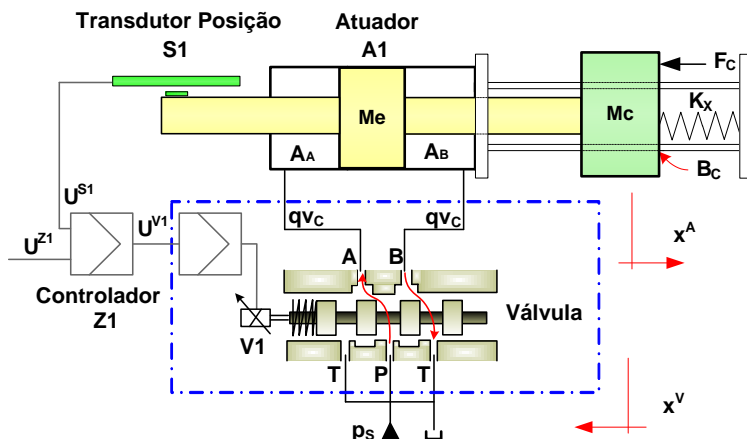 Transdutor Posição
S1
Atuador
A1
F_C
K_X
Me
Mc
A_A
A_B
B_C
U^S1
qv_C
qv_C
U^Z1
U^V1
x^A
A
B
Controlador
Z1
Válvula
V1
T
P
T
x^V
p_S